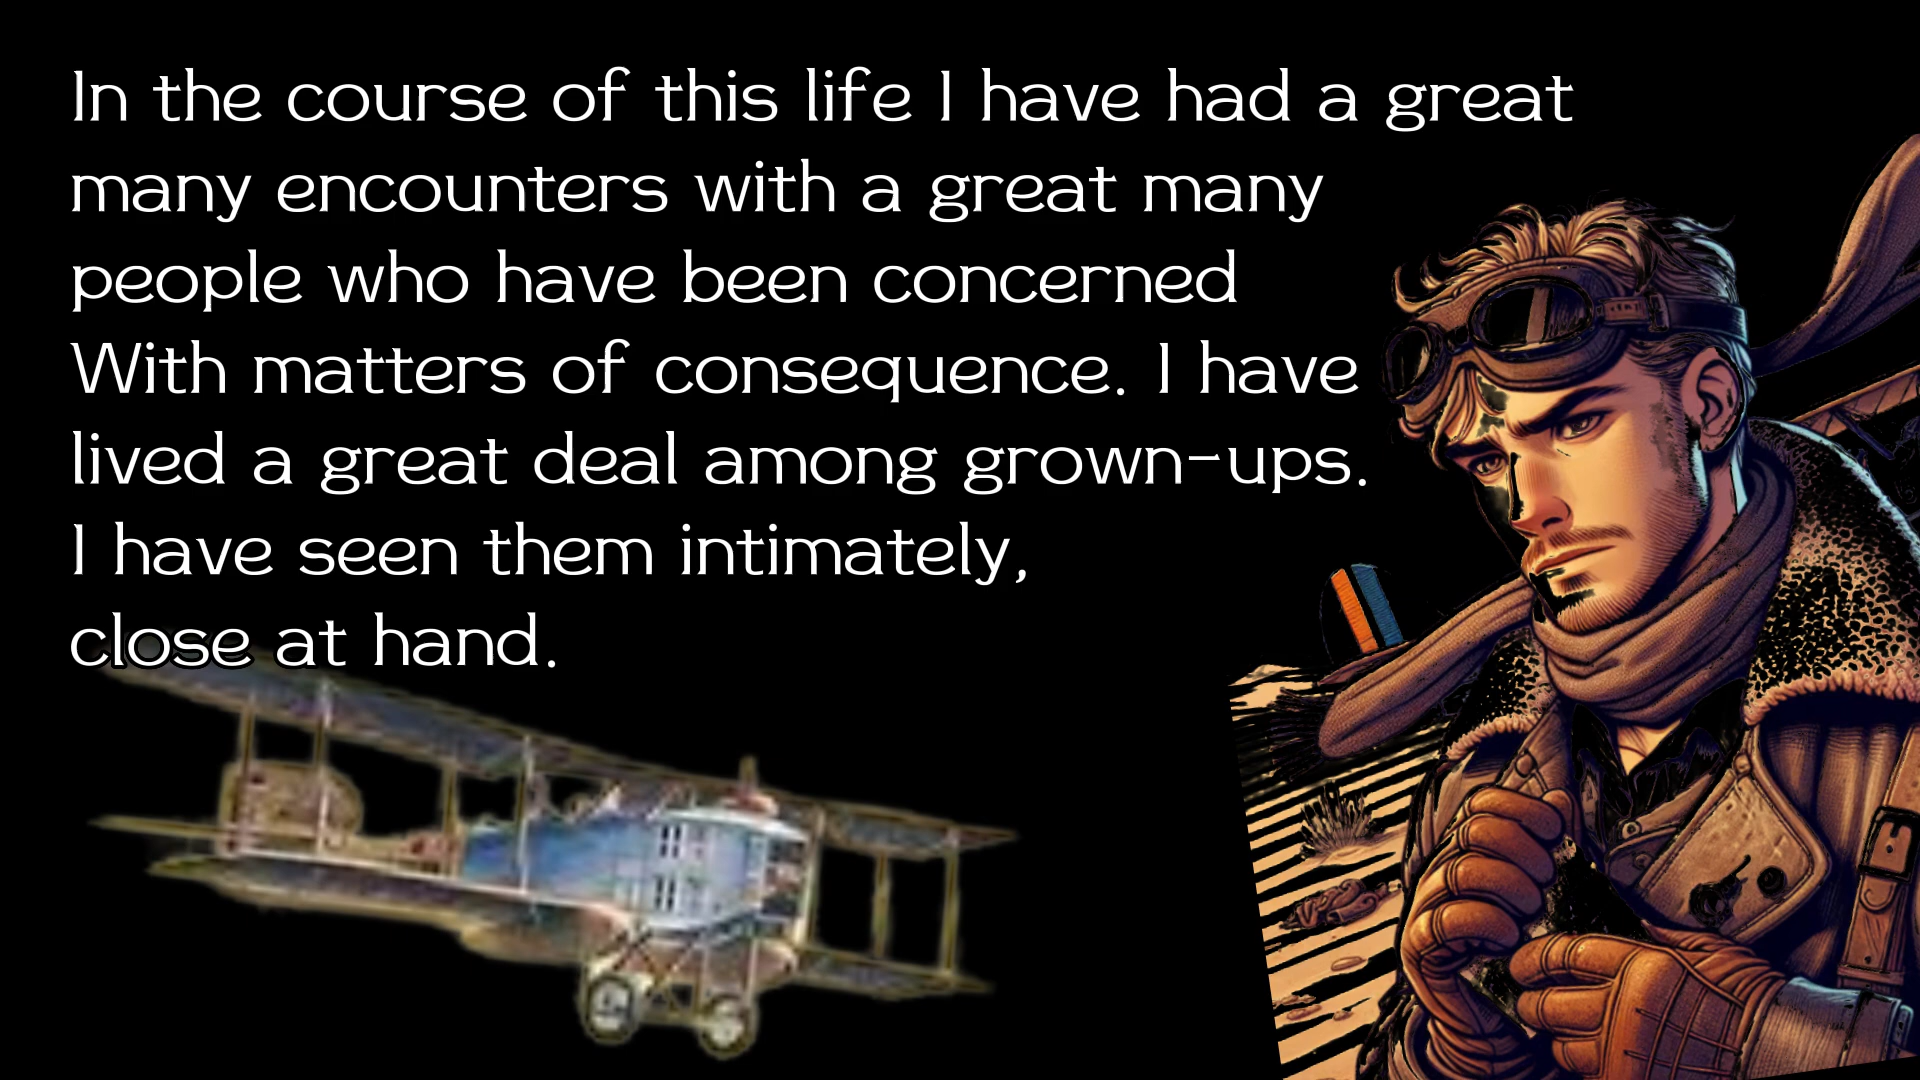 In the course of this life I have had a great
many encounters with a great many
people who have been concerned
With matters of consequence. I have
lived a great deal among grown-ups.
I have seen them intimately,
close at hand.